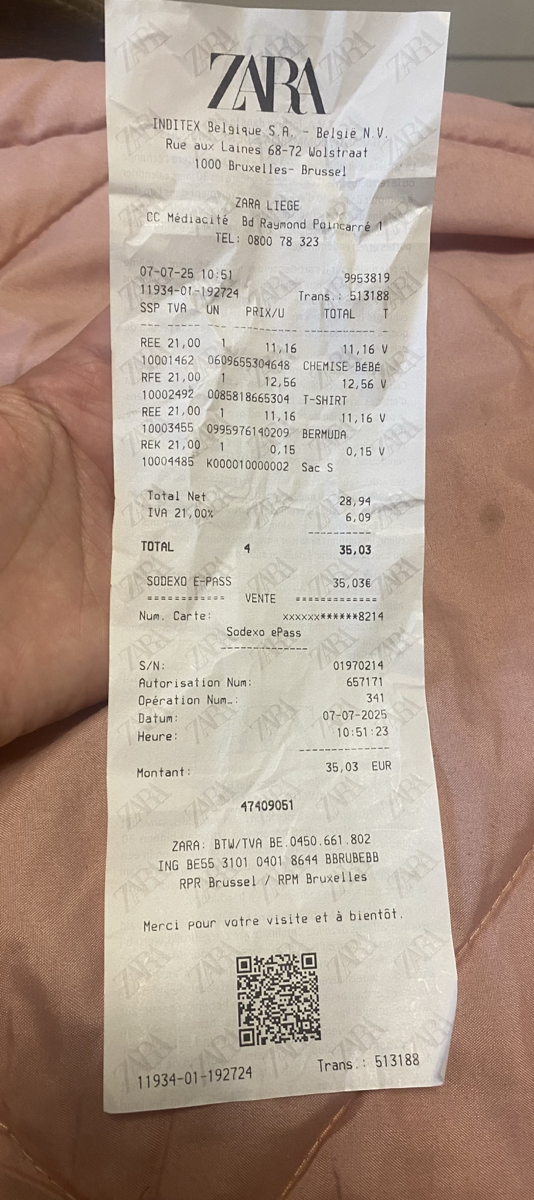 ZARA
INDITEX Belgique S.A. - België N.V.
Rue aux Laines 68-72 Wolstraat
1000 Bruxelles- Brussel
ZARA LIEGE
CC Médiacité Bd Raymond Poincarré 1
TEL: 0800 78 323
07-07-25 10:51 9953819
11934-01-192724 Trans.: 513188
SSP TVA UN PRIX/U TOTAL T
REE 21,00 1 11,16 11,16 V
10001462 0609655304648 CHEMISE BÉBÉ
RFE 21,00 1 12,56 12,56 V
10002492 0085818665304 T-SHIRT
REE 21,00 1 11,16 11,16 V
10003455 0995976140209 BERMUDA
REK 21,00 1 0,15 0,15 V
10004485 K000010000002 Sac S
Total Net 28,94
IVA 21,00% 6,09
TOTAL 4 35,03
SODEXO E-PASS 35,03€
============ VENTE ============
Num. Carte: xxxxxx******8214
Sodexo ePass
S/N: 01970214
Autorisation Num: 657171
Opération Num.: 341
Datum: 07-07-2025
Heure: 10:51:23
Montant: 35,03 EUR
47409051
ZARA: BTW/TVA BE.0450.661.802
ING BE55 3101 0401 8644 BBRUBEBB
RPR Brussel / RPM Bruxelles
Merci pour votre visite et à bientôt.
11934-01-192724 Trans.: 513188